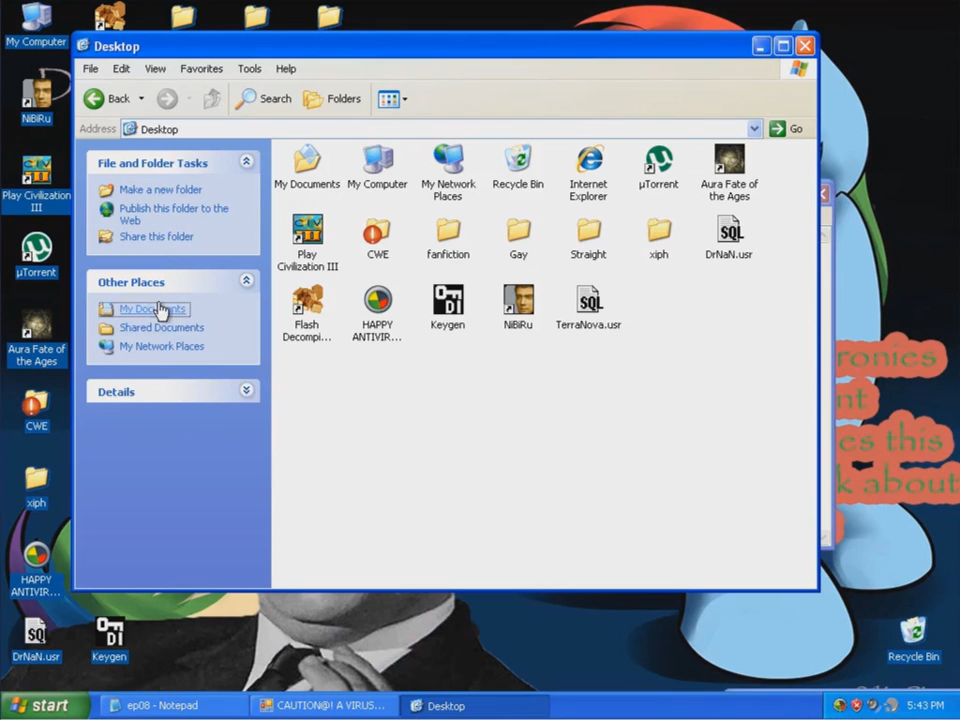 My Computer
NiBiRu
Play Civilization
III
µTorrent
Aura Fate of
the Ages
CWE
xiph
HAPPY
ANTIVIR...
DrNaN.usr
Keygen
Desktop
File Edit View Favorites Tools Help
Back Search Folders
Address Desktop Go
File and Folder Tasks
Make a new folder
Publish this folder to the
Web
Share this folder
Other Places
My Documents
Shared Documents
My Network Places
Details
My Documents My Computer My Network
Places Recycle Bin Internet
Explorer µTorrent Aura Fate of
the Ages
Play
Civilization III CWE fanfiction Gay Straight xiph DrNaN.usr
SQL
Flash
Decompi... HAPPY
ANTIVIR... Keygen NiBiRu TerraNova.usr
SQL
ronies
nt
es this
k about
Recycle Bin
start ep08 - Notepad CAUTION@! A VIRUS... Desktop 5:43 PM